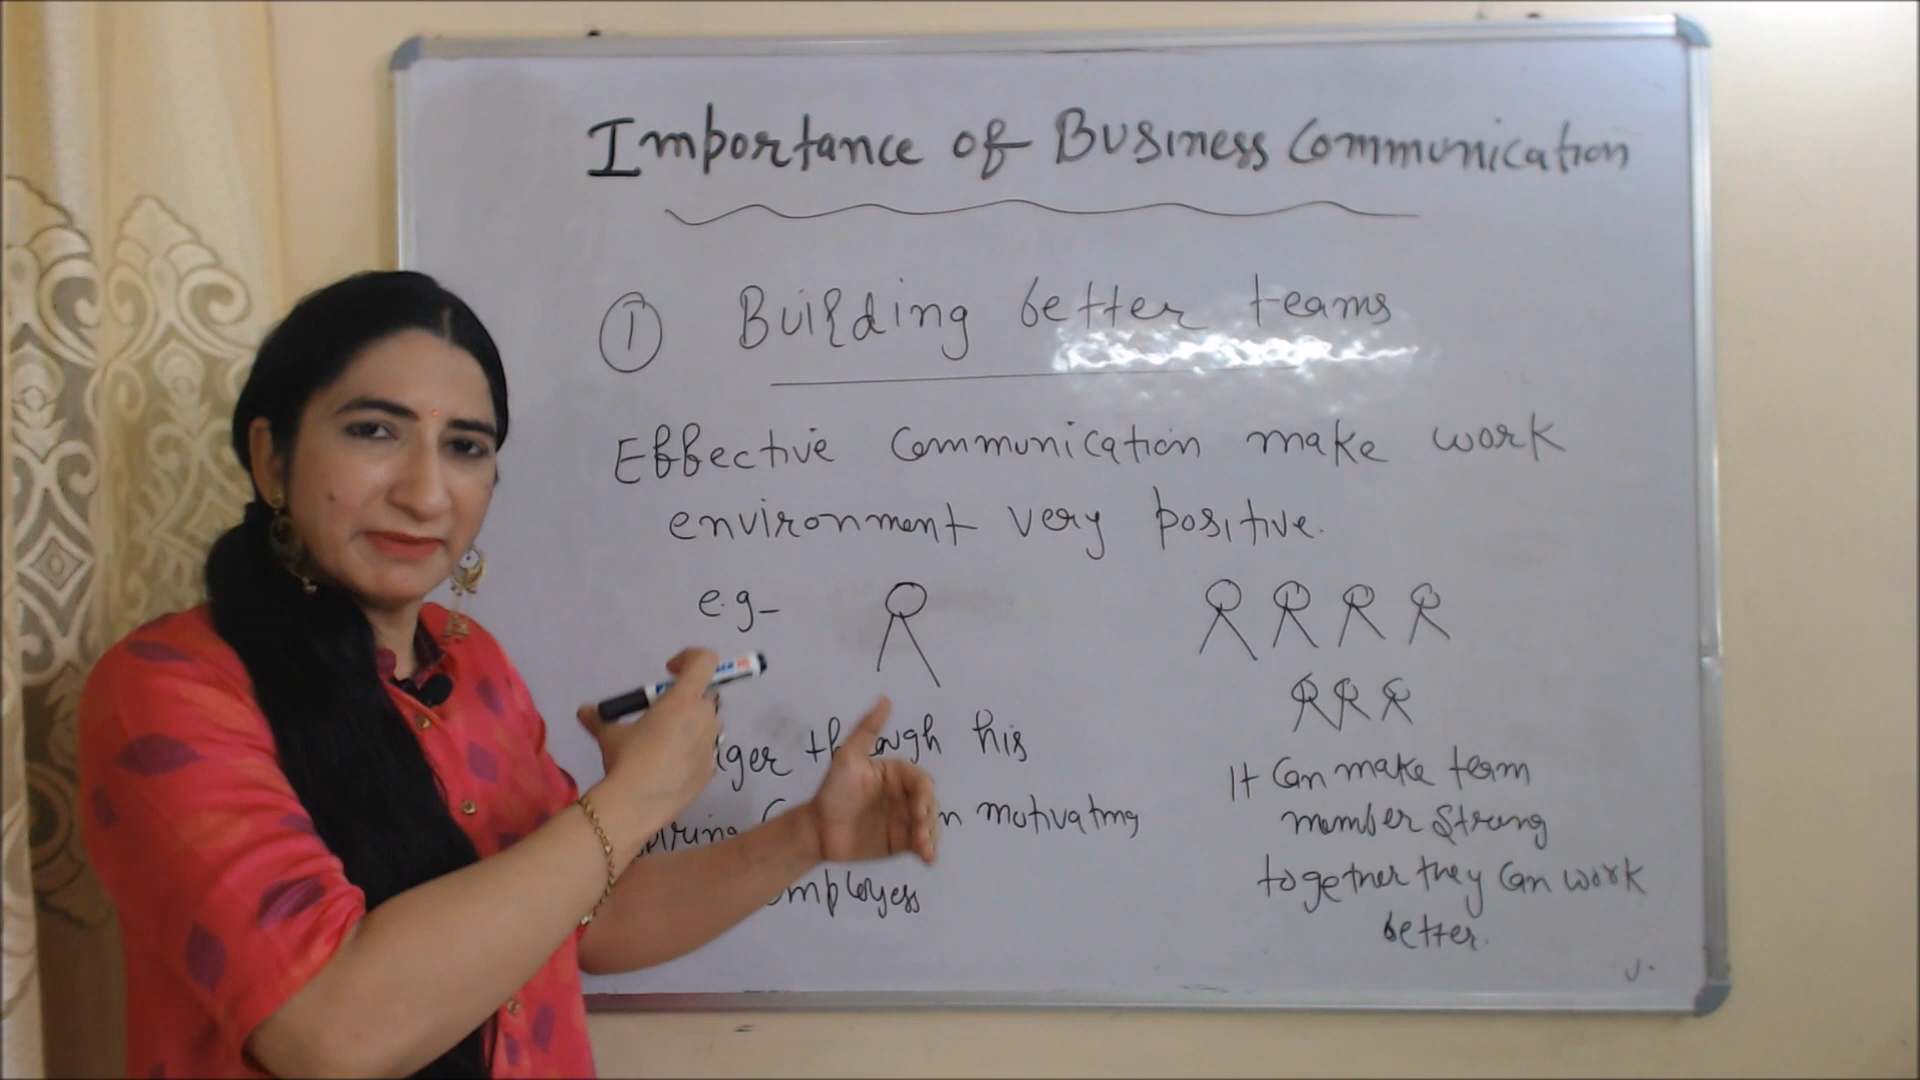 Importance of Business Communication
1 Building better teams
Effective Communication make work
environment very positive.
e.g-
through his
motivating
It can make team
member strong
together they can work
better.